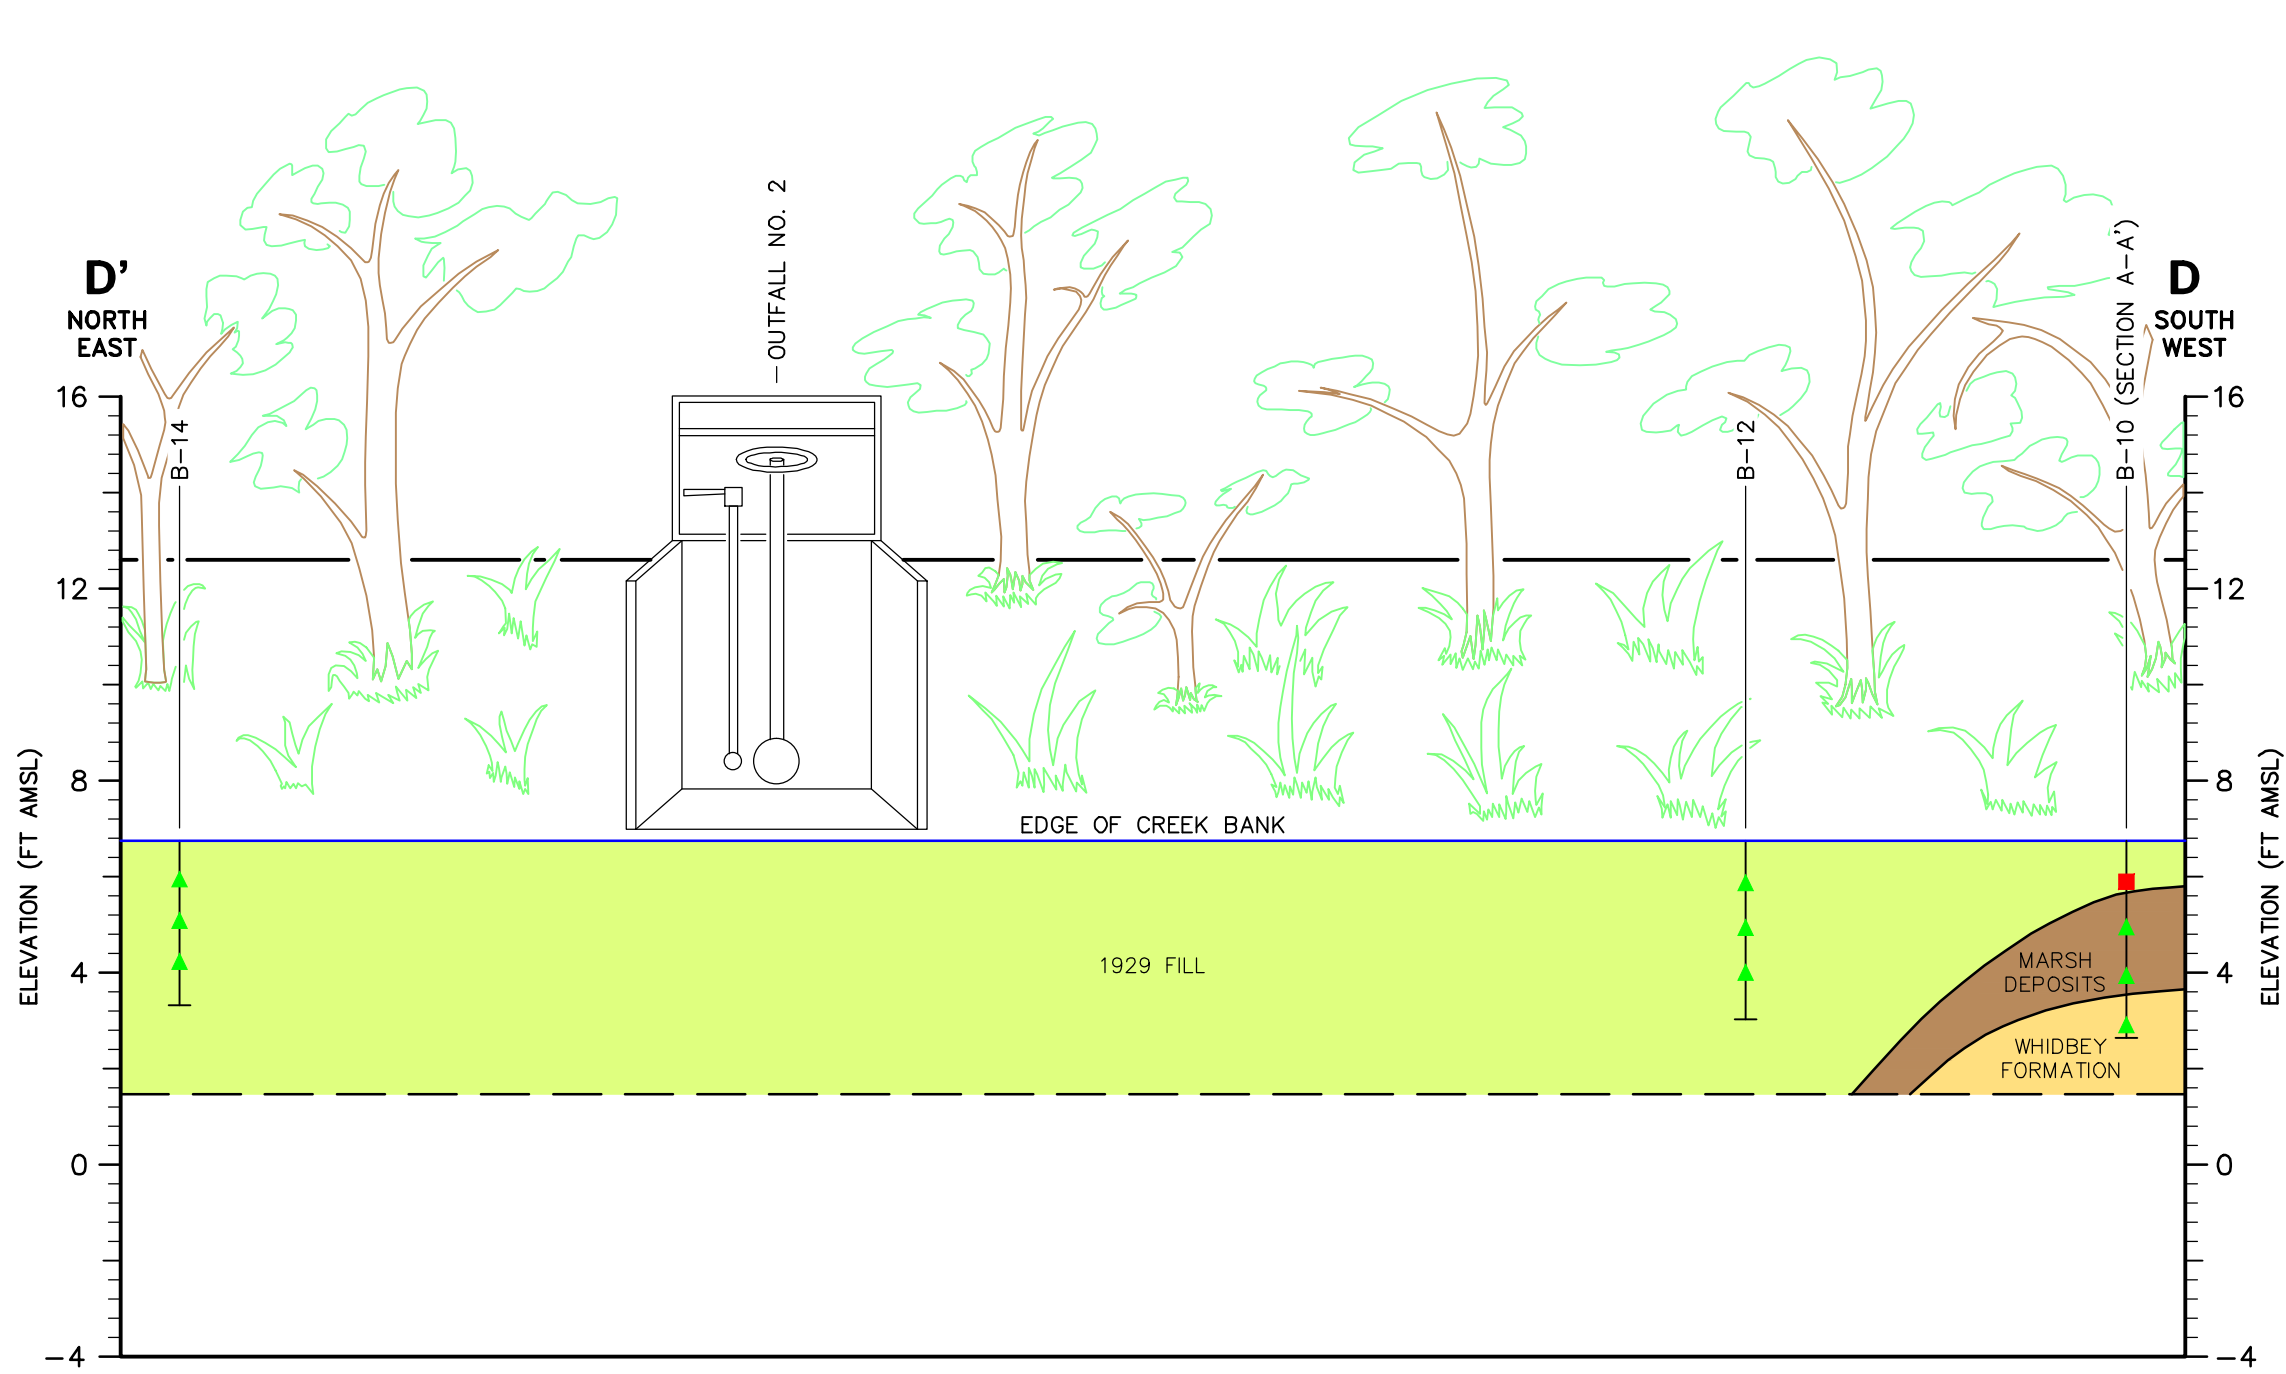 OUTFALL NO. 2
D'
NORTH
EAST
D
SOUTH
WEST
B-14
B-12
B-10 (SECTION A-A')
16
12
8
4
0
-4
ELEVATION (FT AMSL)
16
12
8
4
0
-4
ELEVATION (FT AMSL)
EDGE OF CREEK BANK
1929 FILL
MARSH
DEPOSITS
WHIDBEY
FORMATION